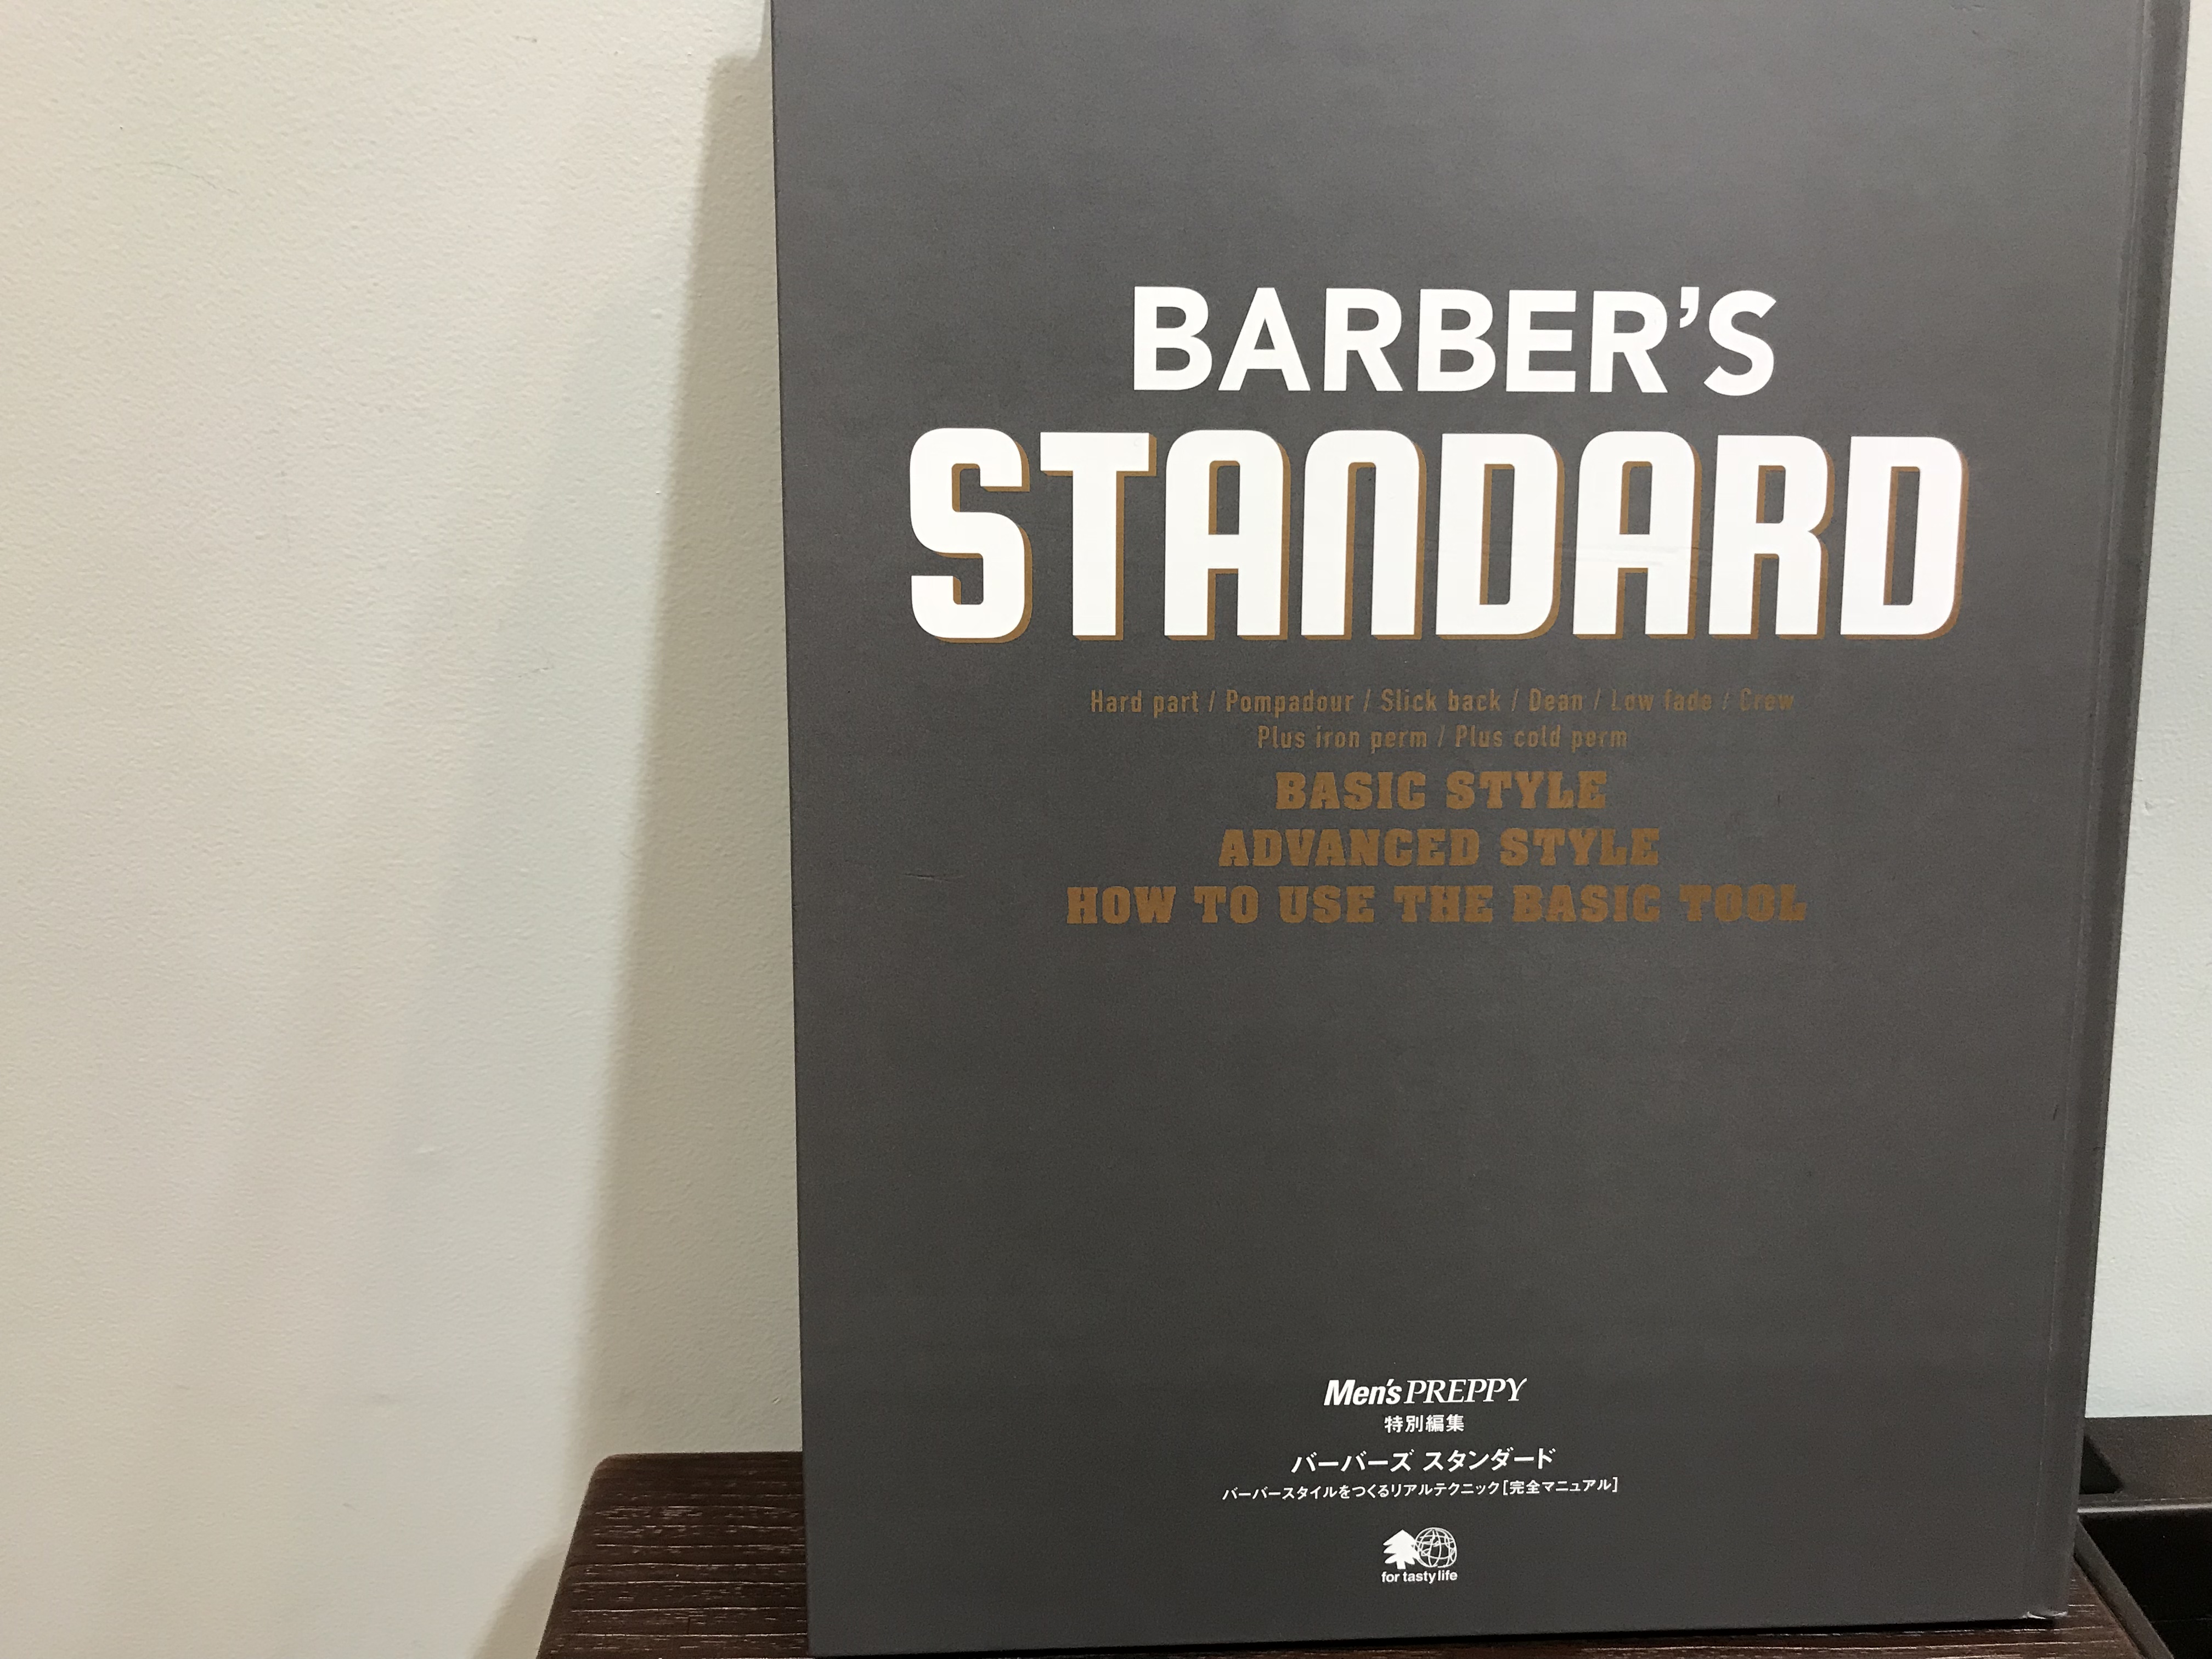 BARBER'S
STANDARD
Hard part / Pompadour / Slick back / Dean / Low fade / Crew
Plus iron perm / Plus cold perm
BASIC STYLE
ADVANCED STYLE
HOW TO USE THE BASIC TOOL
Men's PREPPY
特別編集
バーバーズ スタンダード
バーバースタイルをつくるリアルテクニック[完全マニュアル]
for tasty life